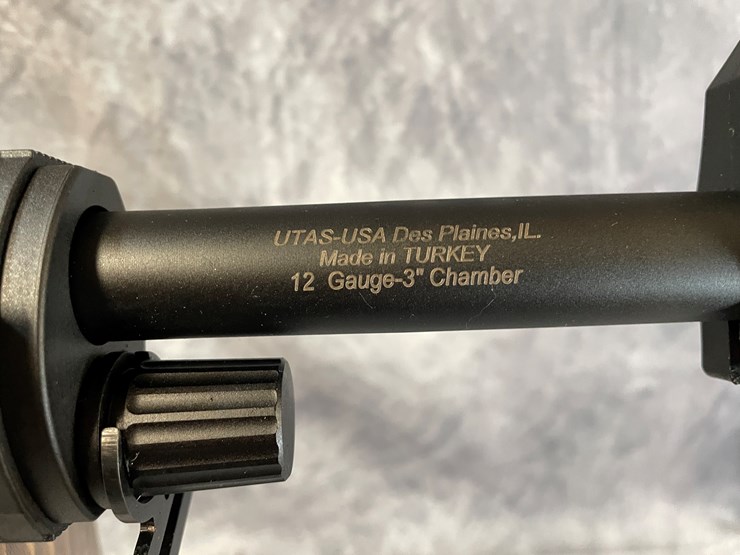 UTAS-USA Des Plaines,IL.
Made in TURKEY
12 Gauge-3" Chamber